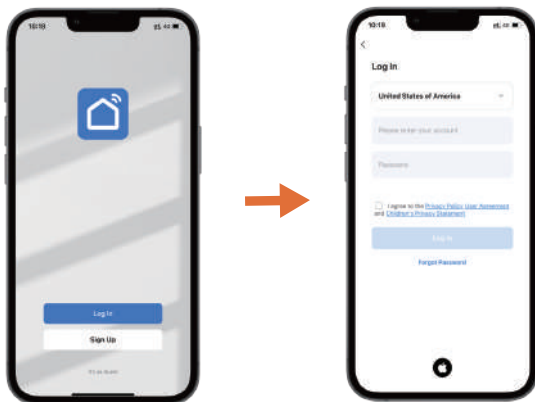 10:19
Log In
Sign Up
10:19
Log In
United States of America
Please enter your account
Password
I agree to the Privacy Policy User Agreement
and Children's Privacy Statement
Log In
Forgot Password